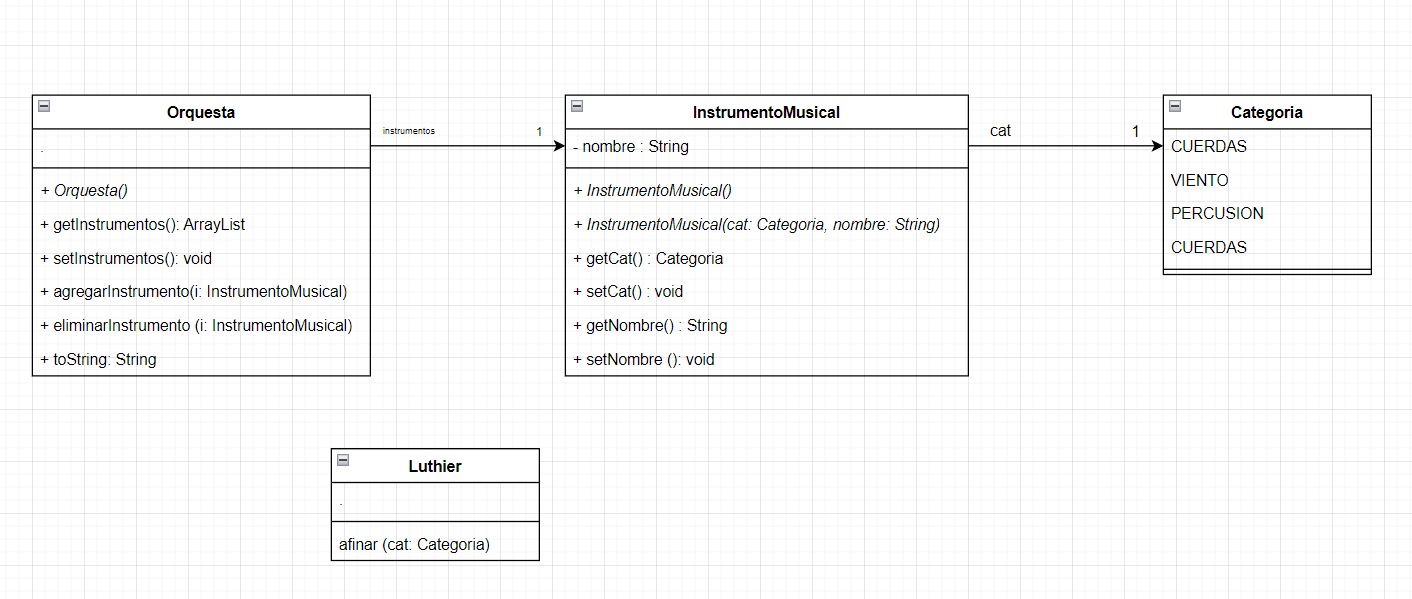 Orquesta
.
+ Orquesta()
+ getInstrumentos(): ArrayList
+ setInstrumentos(): void
+ agregarInstrumento(i: InstrumentoMusical)
+ eliminarInstrumento (i: InstrumentoMusical)
+ toString: String
instrumentos
1
InstrumentoMusical
- nombre : String
+ InstrumentoMusical()
+ InstrumentoMusical(cat: Categoria, nombre: String)
+ getCat() : Categoria
+ setCat() : void
+ getNombre() : String
+ setNombre (): void
cat
1
Categoria
CUERDAS
VIENTO
PERCUSION
CUERDAS
Luthier
.
afinar (cat: Categoria)